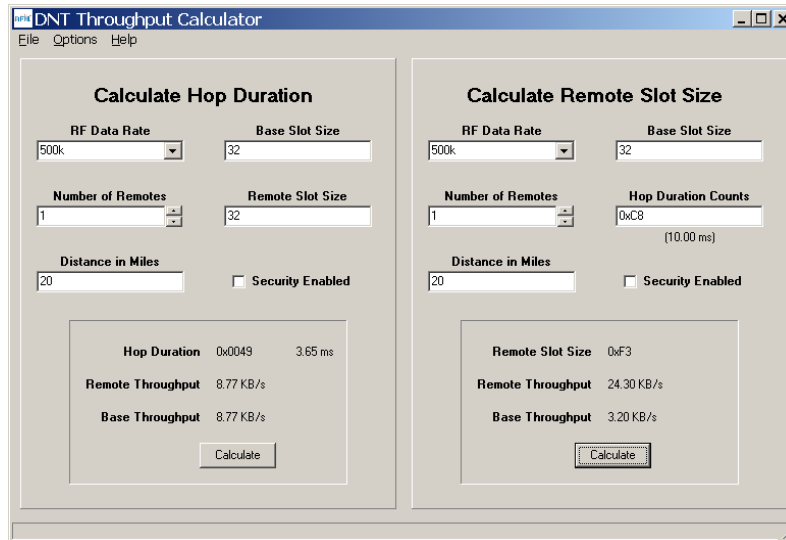 DNT Throughput Calculator
File Options Help
Calculate Hop Duration
RF Data Rate Base Slot Size
500k 32
Number of Remotes Remote Slot Size
1 32
Distance in Miles
20 Security Enabled
Hop Duration 0x0049 3.65 ms
Remote Throughput 8.77 KB/s
Base Throughput 8.77 KB/s
Calculate
Calculate Remote Slot Size
RF Data Rate Base Slot Size
500k 32
Number of Remotes Hop Duration Counts
1 0xC8
(10.00 ms)
Distance in Miles
20 Security Enabled
Remote Slot Size 0xF3
Remote Throughput 24.30 KB/s
Base Throughput 3.20 KB/s
Calculate